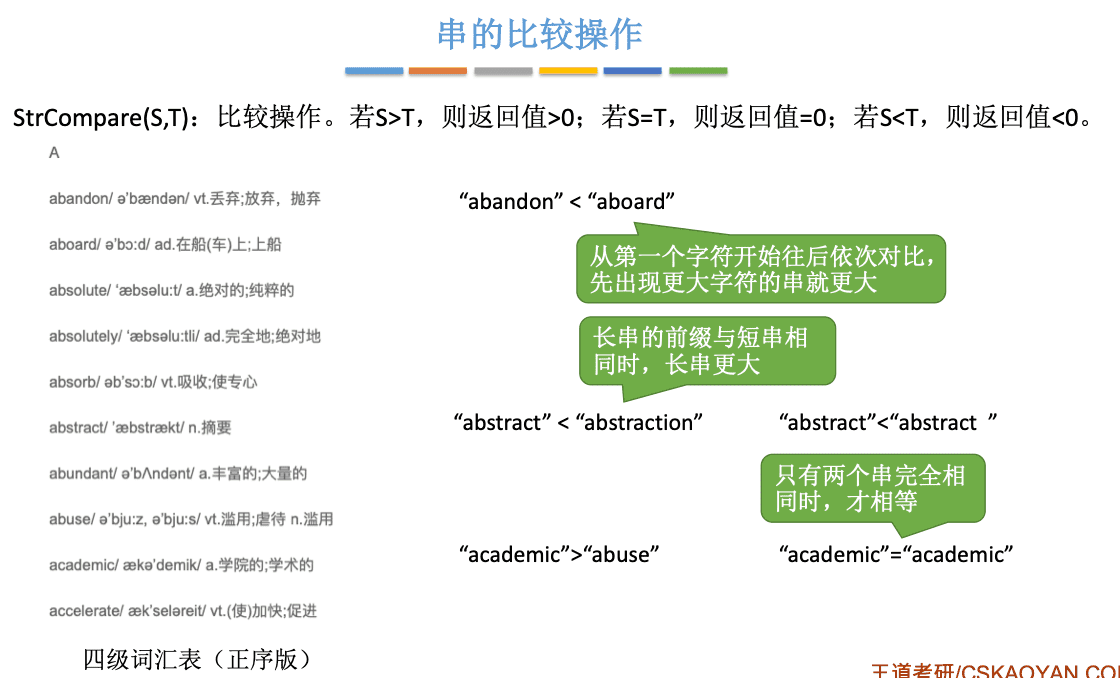 串的比较操作
StrCompare(S,T)：比较操作。若S>T，则返回值>0；若S=T，则返回值=0；若S<T，则返回值<0。
A
abandon/ ə'bændən/ vt.丢弃;放弃，抛弃
aboard/ ə'bɔ:d/ ad.在船(车)上;上船
absolute/ ‘æbsəlu:t/ a.绝对的;纯粹的
absolutely/ ‘æbsəlu:tli/ ad.完全地;绝对地
absorb/ əb’sɔ:b/ vt.吸收;使专心
abstract/ ’æbstrækt/ n.摘要
abundant/ ə’bΛndənt/ a.丰富的;大量的
abuse/ ə’bju:z, ə’bju:s/ vt.滥用;虐待 n.滥用
academic/ ækə’demik/ a.学院的;学术的
accelerate/ æk’seləreit/ vt.(使)加快;促进
四级词汇表（正序版）
“abandon” < “aboard”
从第一个字符开始往后依次对比，
先出现更大字符的串就更大
长串的前缀与短串相
同时，长串更大
“abstract” < “abstraction”
“abstract”<“abstract  ”
只有两个串完全相
同时，才相等
“academic”>“abuse”
“academic”=“academic”
王道考研/CSKAOYAN.CO